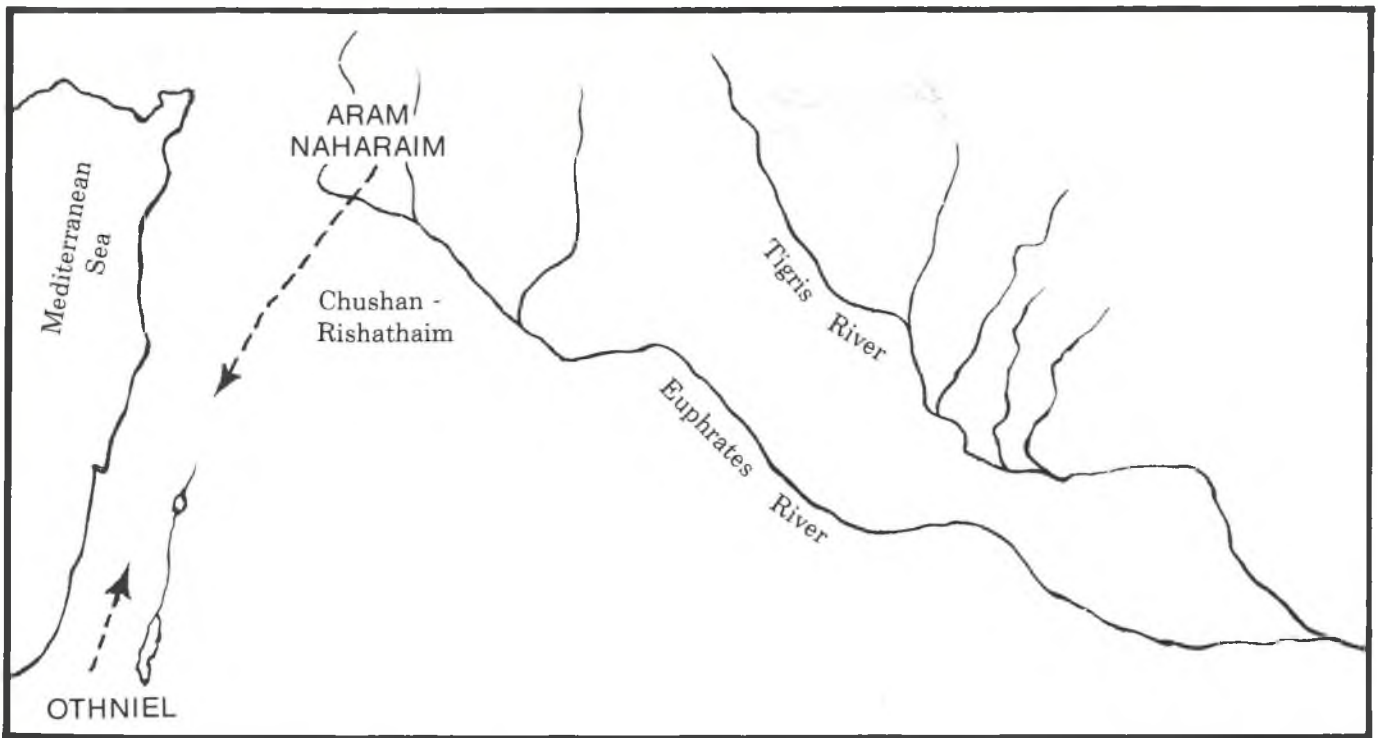 ARAM
NAHARAIM
Mediterranean
Sea
Chushan -
Rishathaim
Tigris
River
Euphrates
River
OTHNIEL